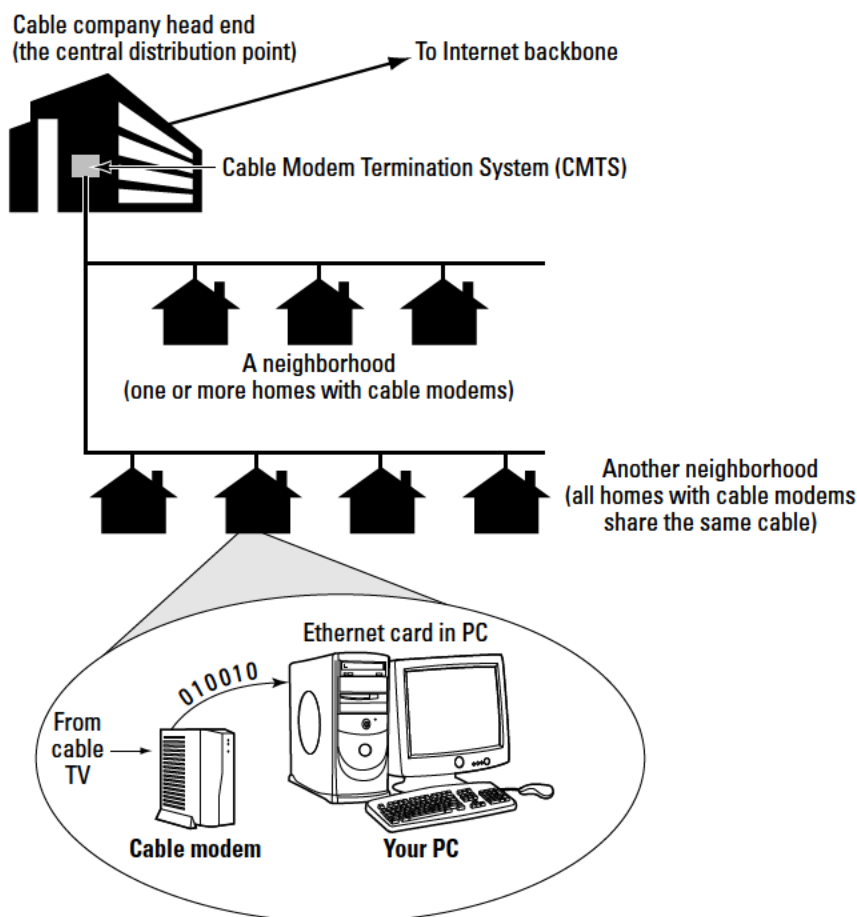 Cable company head end
(the central distribution point)
To Internet backbone
Cable Modem Termination System (CMTS)
A neighborhood
(one or more homes with cable modems)
Another neighborhood
(all homes with cable modems
share the same cable)
Ethernet card in PC
010010
From
cable
TV
Cable modem
Your PC